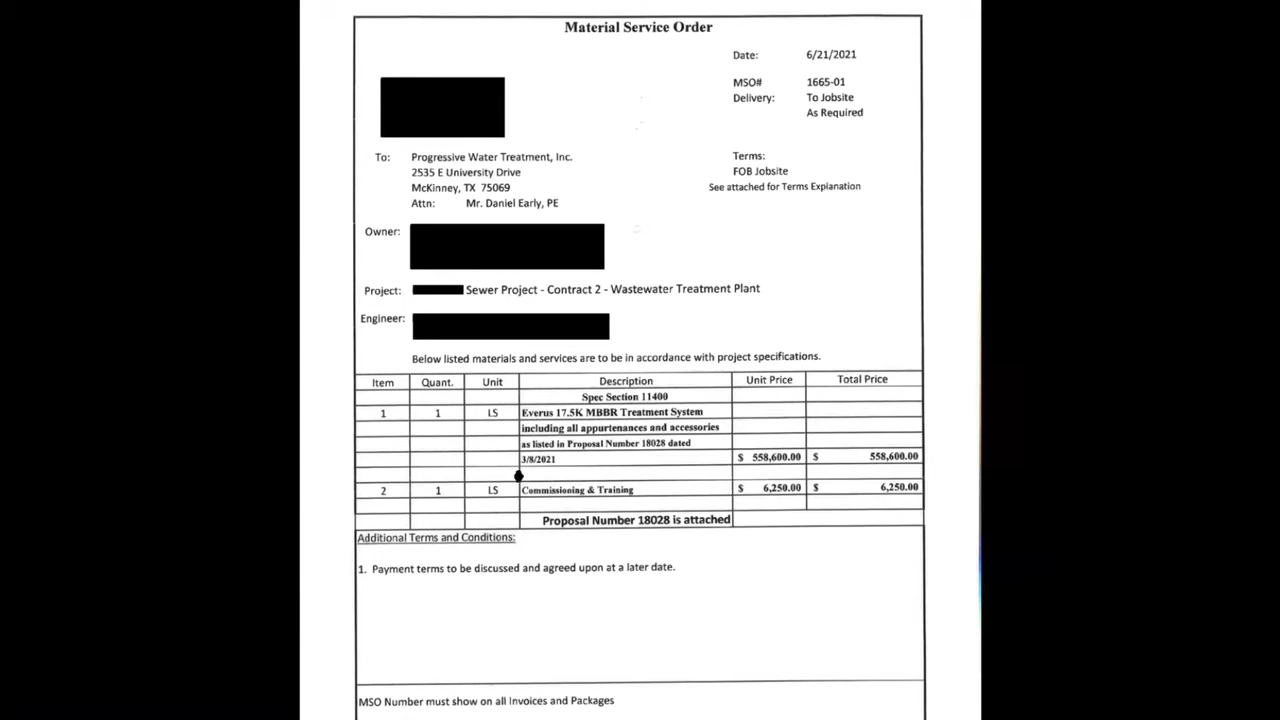 Material Service Order
Date: 6/21/2021
MSO# 1665-01
Delivery: To Jobsite
As Required
To: Progressive Water Treatment, Inc.
2535 E University Drive
McKinney, TX 75069
Attn: Mr. Daniel Early, PE
Terms:
FOB Jobsite
See attached for Terms Explanation
Owner:
Project: Sewer Project - Contract 2 - Wastewater Treatment Plant
Engineer:
Below listed materials and services are to be in accordance with project specifications.
Item Quant. Unit Description Unit Price Total Price
Spec Section 11400
1 1 LS Everus 17.5K MBBR Treatment System
including all appurtenances and accessories
as listed in Proposal Number 18028 dated
3/8/2021 $ 558,600.00 $ 558,600.00
2 1 LS Commissioning & Training $ 6,250.00 $ 6,250.00
Proposal Number 18028 is attached
Additional Terms and Conditions:
1. Payment terms to be discussed and agreed upon at a later date.
MSO Number must show on all Invoices and Packages